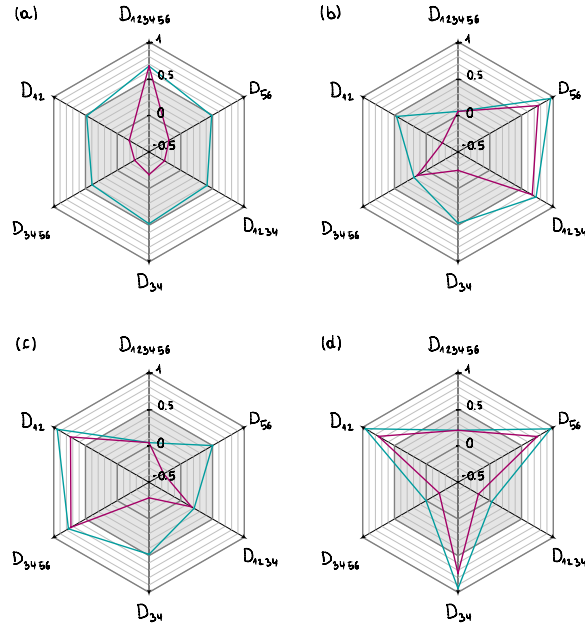 (a)
D₁₂₃₄₅₆
1
0.5
0
-0.5
D₅₆
D₁₂₃₄
D₃₄
D₃₄₅₆
D₁₂
(b)
D₁₂₃₄₅₆
1
0.5
0
-0.5
D₅₆
D₁₂₃₄
D₃₄
D₃₄₅₆
(c)
D₁₂₃₄₅₆
1
0.5
0
-0.5
D₅₆
D₁₂₃₄
D₃₄
D₃₄₅₆
D₁₂
(d)
D₁₂₃₄₅₆
1
0.5
0
-0.5
D₅₆
D₁₂₃₄
D₃₄
D₃₄₅₆
D₁₂